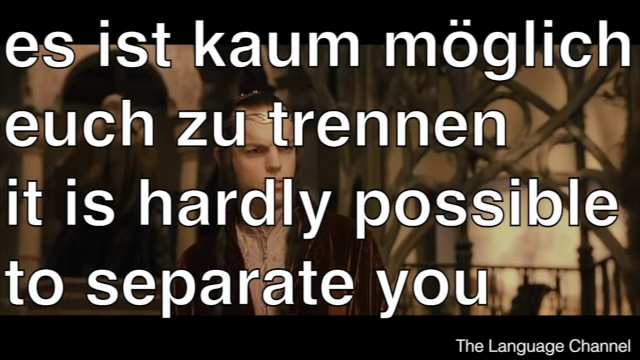 es ist kaum möglich
euch zu trennen
it is hardly possible
to separate you
The Language Channel